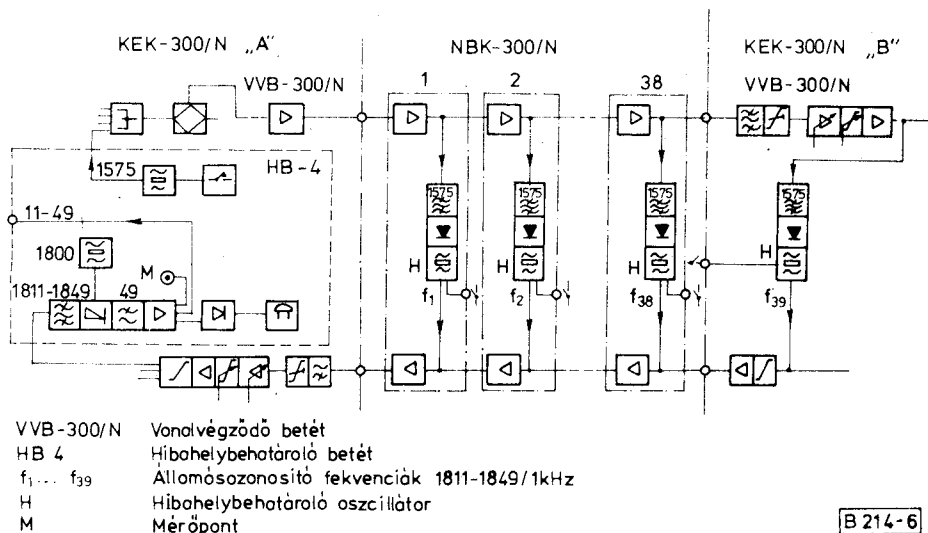 KEK-300/N „A"
NBK-300/N
KEK-300/N „B"
VVB-300/N
VVB-300/N
1
2
38
HB-4
1575
1575
1575
1575
1575
11-49
1800
M
1811-1849
49
H
H
H
H
f₁
f₂
f₃₈
f₃₉
VVB-300/N Vonalvégződő betét
HB 4 Hibahelybehatároló betét
f₁... f₃₉ Állomósozonosító fekvenciák 1811-1849/1kHz
H Hibahelybehatároló oszcillátor
M Mérőpont
B 214-6